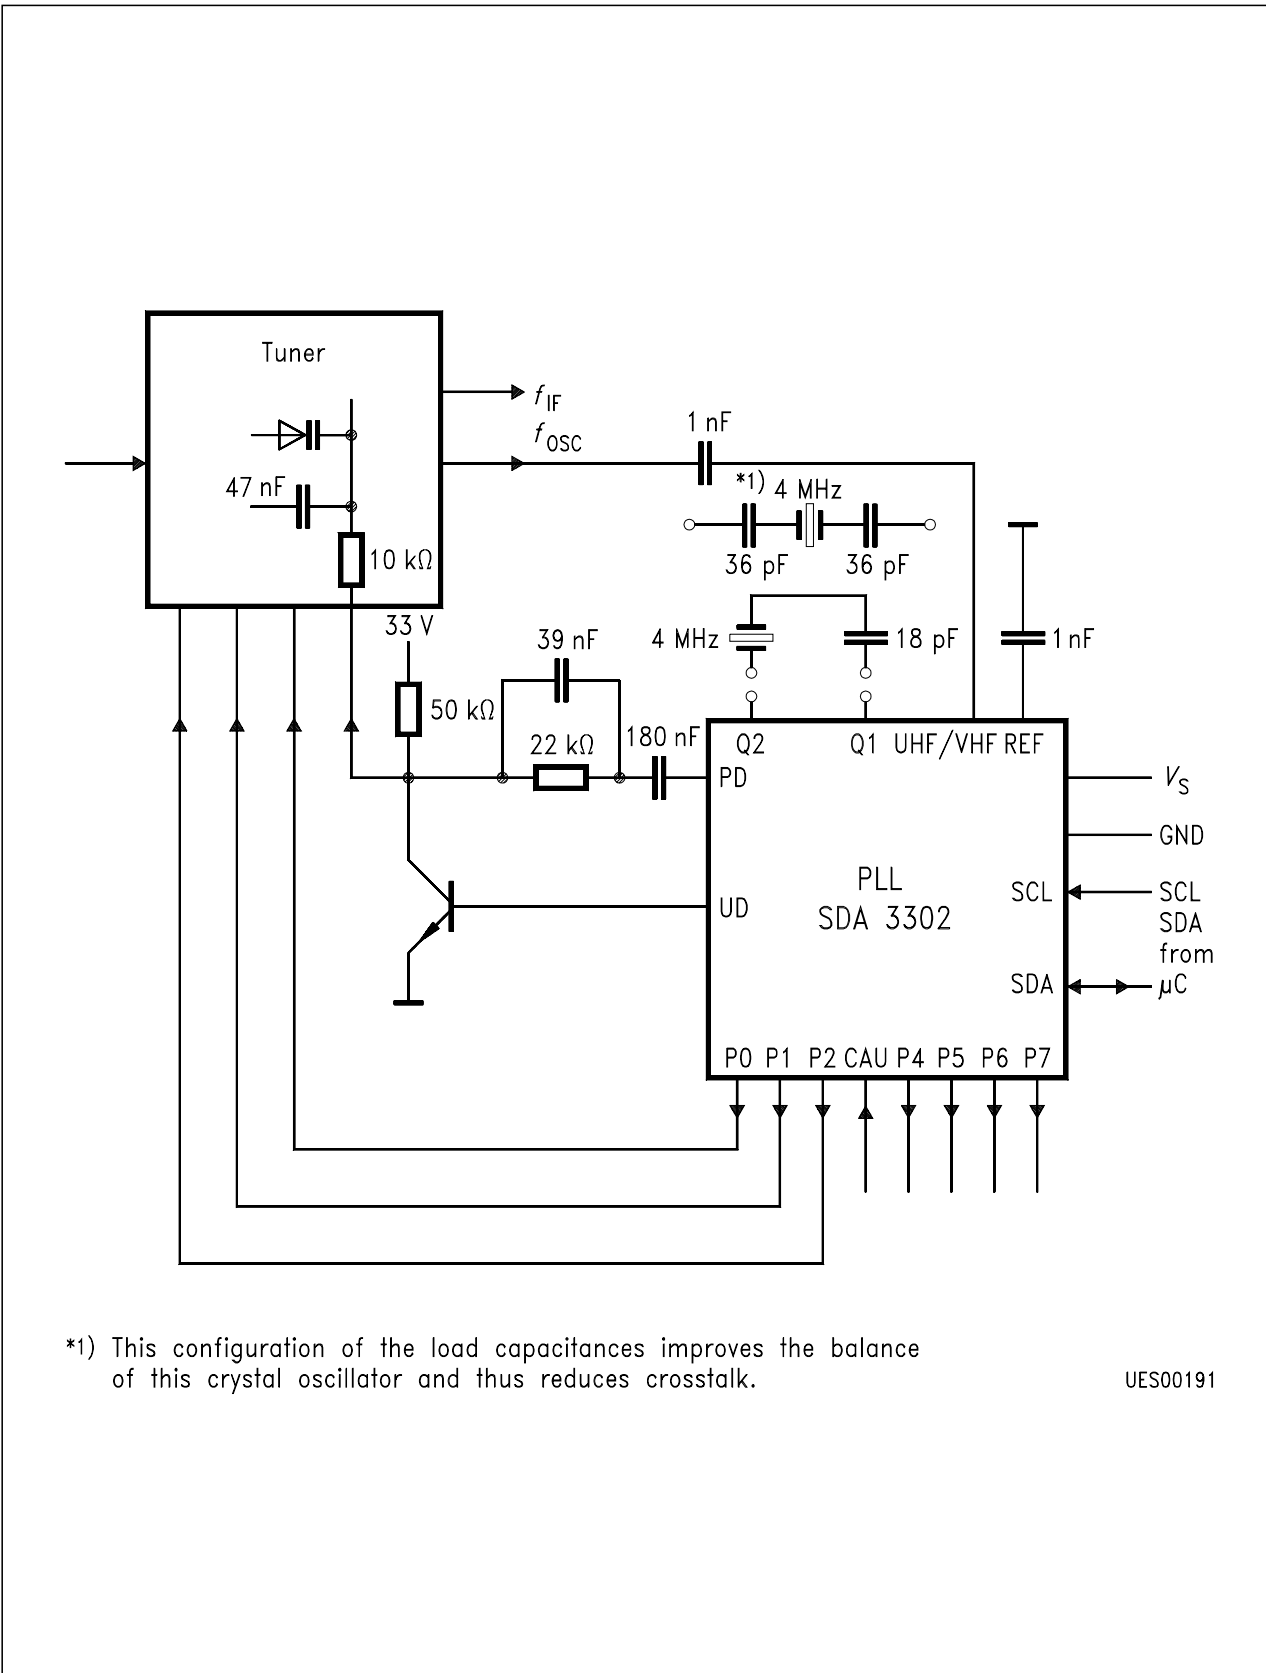 Tuner
f IF
f OSC
1 nF
47 nF
*1) 4 MHz
10 kΩ
36 pF
36 pF
33 V
39 nF
4 MHz
18 pF
1 nF
50 kΩ
22 kΩ
180 nF
Q2
Q1
UHF/VHF
REF
PD
VS
GND
PLL
SDA 3302
SCL
SCL
UD
SDA
from
SDA
µC
P0 P1 P2 CAU P4 P5 P6 P7
*1) This configuration of the load capacitances improves the balance
of this crystal oscillator and thus reduces crosstalk.
UES00191